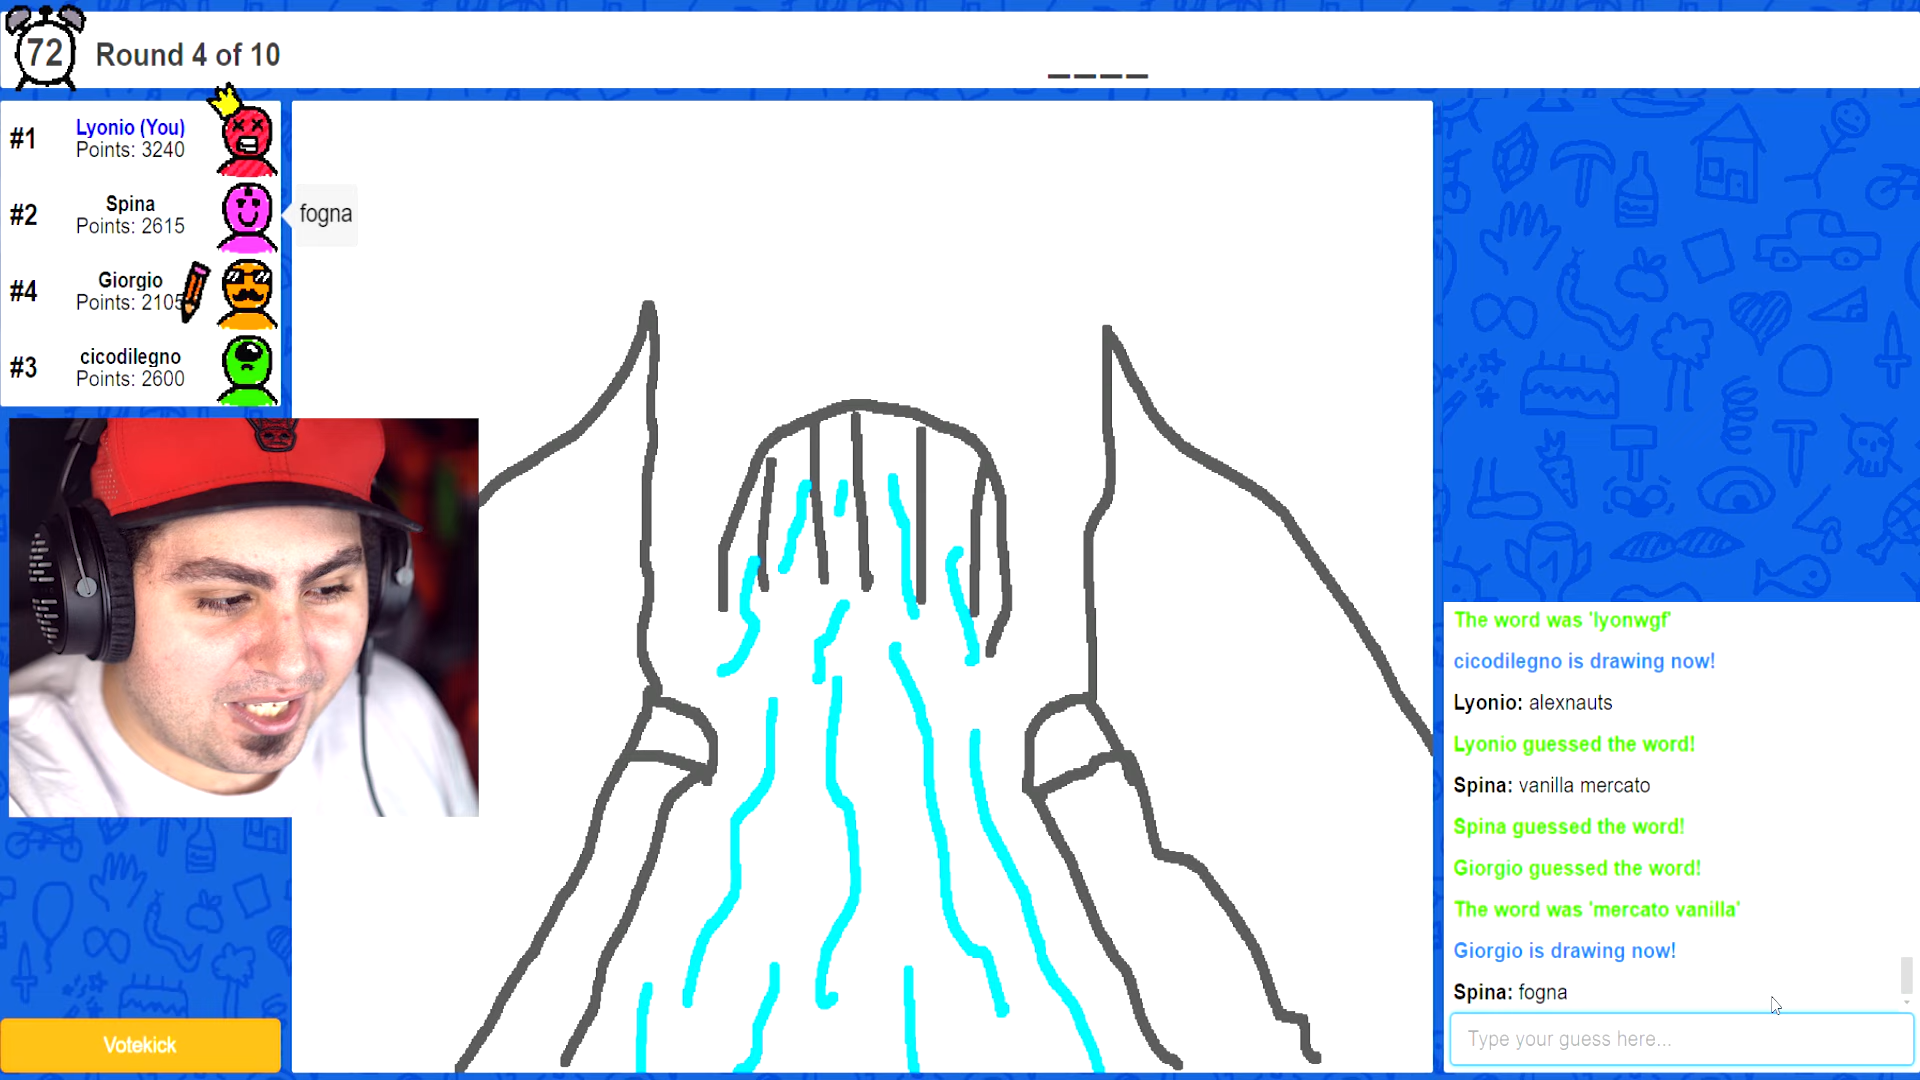 72
Round 4 of 10
____
#1
Lyonio (You)
Points: 3240
#2
Spina
Points: 2615
fogna
#4
Giorgio
Points: 2105
#3
cicodilegno
Points: 2600
The word was 'lyonwgf'
cicodilegno is drawing now!
Lyonio: alexnauts
Lyonio guessed the word!
Spina: vanilla mercato
Spina guessed the word!
Giorgio guessed the word!
The word was 'mercato vanilla'
Giorgio is drawing now!
Spina: fogna
Type your guess here...
Votekick